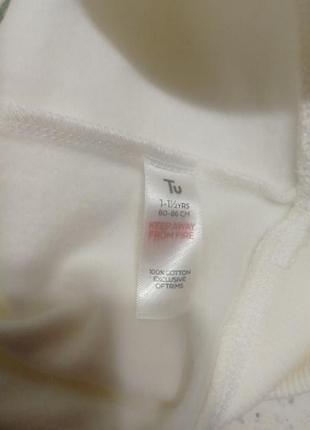 Tu
1-1½YRS
80-86 CM
KEEP AWAY
FROM FIRE
100% COTTON
EXCLUSIVE
OF TRIMS